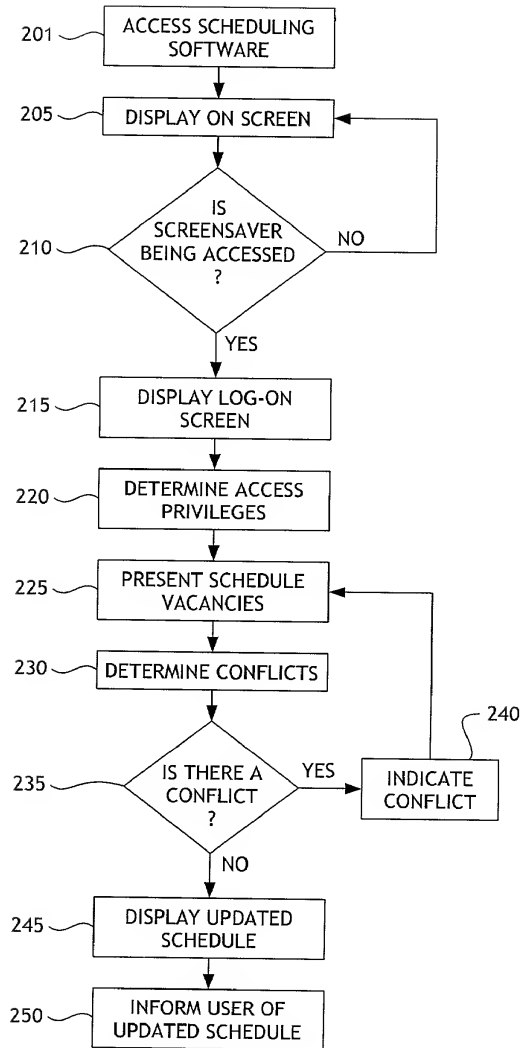 201
ACCESS SCHEDULING
SOFTWARE
205
DISPLAY ON SCREEN
210
IS
SCREENSAVER
BEING ACCESSED
?
NO
YES
215
DISPLAY LOG-ON
SCREEN
220
DETERMINE ACCESS
PRIVILEGES
225
PRESENT SCHEDULE
VACANCIES
230
DETERMINE CONFLICTS
235
IS THERE A
CONFLICT
?
YES
240
INDICATE
CONFLICT
NO
245
DISPLAY UPDATED
SCHEDULE
250
INFORM USER OF
UPDATED SCHEDULE